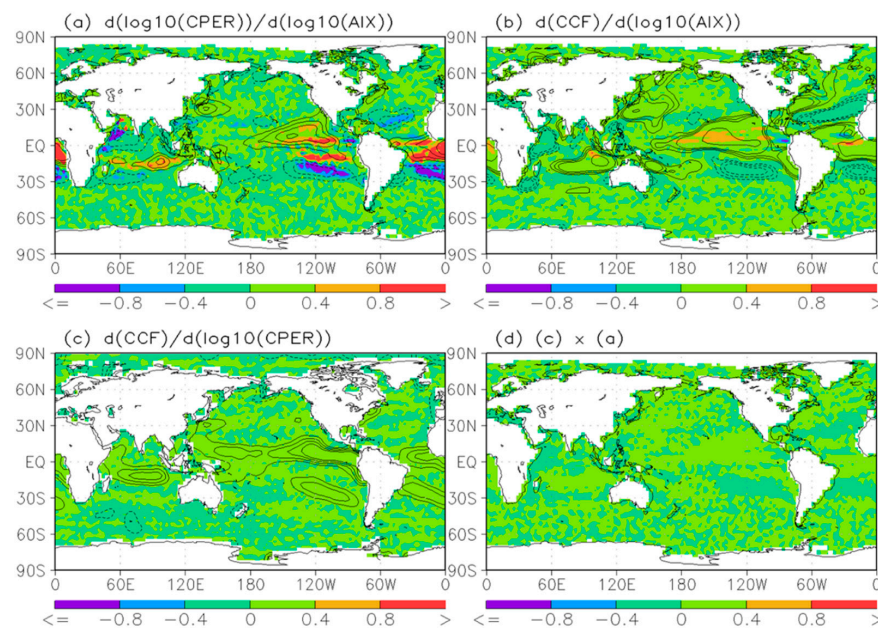 (a) d(log10(CPER))/d(log10(AIX))
(b) d(CCF)/d(log10(AIX))
90N 90N
60N 60N
30N 30N
EQ EQ
30S 30S
60S 60S
90S 90S
0 60E 120E 180 120W 60W 0
0 60E 120E 180 120W 60W 0
<= -0.8 -0.4 0 0.4 0.8 >
<= -0.8 -0.4 0 0.4 0.8 >
(c) d(CCF)/d(log10(CPER))
(d) (c) x (a)
90N 90N
60N 60N
30N 30N
EQ EQ
30S 30S
60S 60S
90S 90S
0 60E 120E 180 120W 60W 0
0 60E 120E 180 120W 60W 0
<= -0.8 -0.4 0 0.4 0.8 >
<= -0.8 -0.4 0 0.4 0.8 >